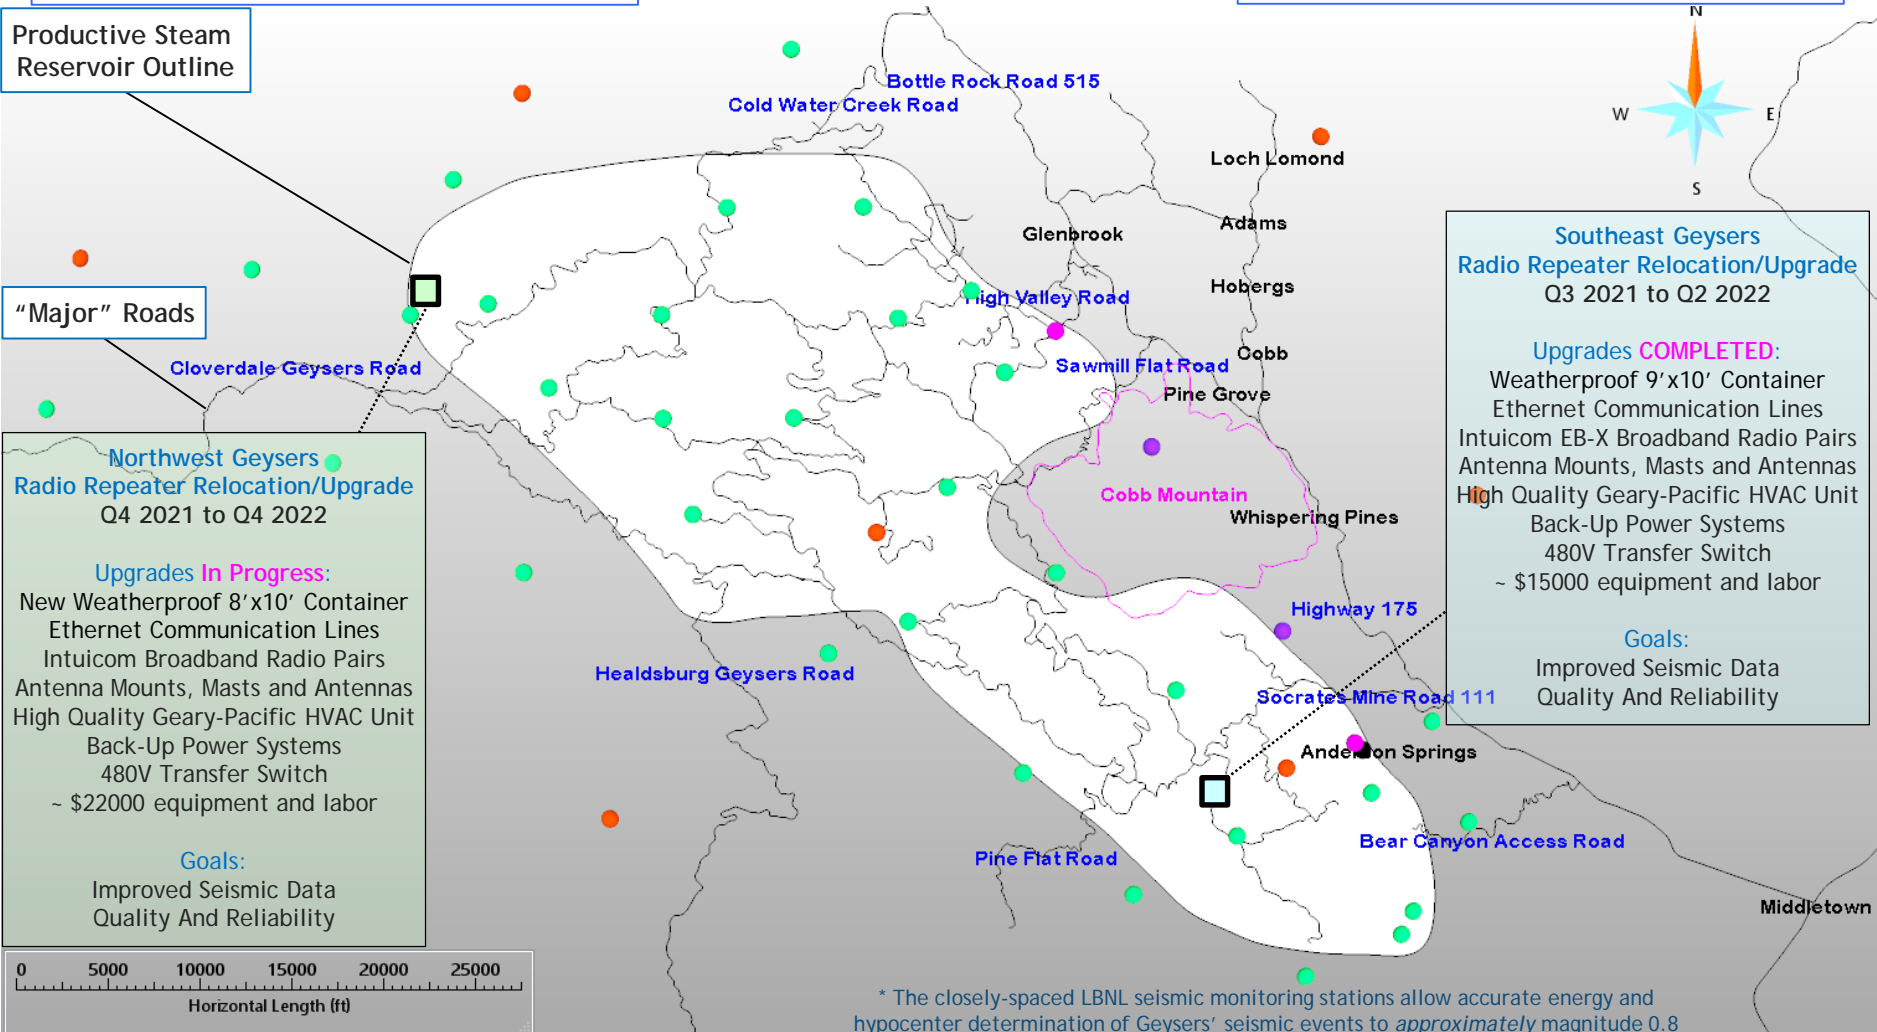 Productive Steam
Reservoir Outline
"Major" Roads
N
W
E
S
Bottle Rock Road 515
Cold Water Creek Road
Loch Lomond
Adams
Glenbrook
Hobergs
High Valley Road
Cobb
Sawmill Flat Road
Pine Grove
Cloverdale Geysers Road
Cobb Mountain
Whispering Pines
Highway 175
Healdsburg Geysers Road
Socrates Mine Road 111
Anderson Springs
Bear Canyon Access Road
Pine Flat Road
Middletown
Northwest Geysers
Radio Repeater Relocation/Upgrade
Q4 2021 to Q4 2022
Upgrades In Progress:
New Weatherproof 8'x10' Container
Ethernet Communication Lines
Intuicom Broadband Radio Pairs
Antenna Mounts, Masts and Antennas
High Quality Geary-Pacific HVAC Unit
Back-Up Power Systems
480V Transfer Switch
~ $22000 equipment and labor
Goals:
Improved Seismic Data
Quality And Reliability
Southeast Geysers
Radio Repeater Relocation/Upgrade
Q3 2021 to Q2 2022
Upgrades COMPLETED:
Weatherproof 9'x10' Container
Ethernet Communication Lines
Intuicom EB-X Broadband Radio Pairs
Antenna Mounts, Masts and Antennas
High Quality Geary-Pacific HVAC Unit
Back-Up Power Systems
480V Transfer Switch
~ $15000 equipment and labor
Goals:
Improved Seismic Data
Quality And Reliability
0 5000 10000 15000 20000 25000
Horizontal Length (ft)
* The closely-spaced LBNL seismic monitoring stations allow accurate energy and
hypocenter determination of Geysers' seismic events to approximately magnitude 0.8